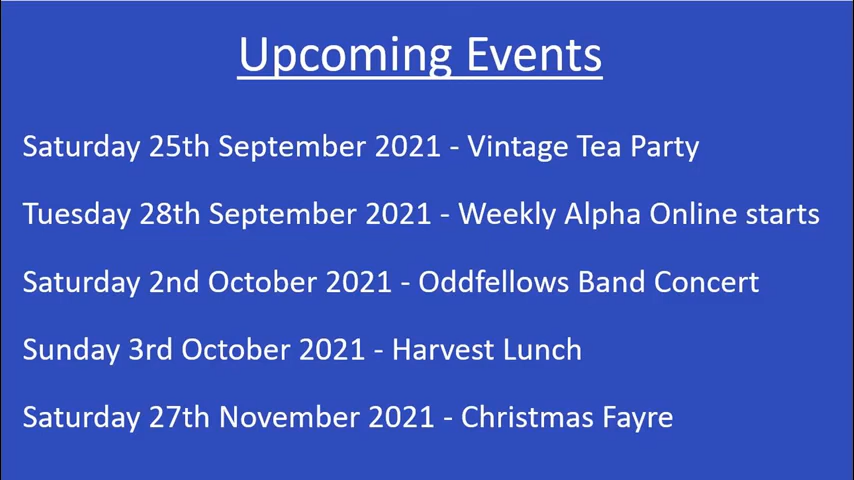 Upcoming Events
Saturday 25th September 2021 - Vintage Tea Party
Tuesday 28th September 2021 - Weekly Alpha Online starts
Saturday 2nd October 2021 - Oddfellows Band Concert
Sunday 3rd October 2021 - Harvest Lunch
Saturday 27th November 2021 - Christmas Fayre